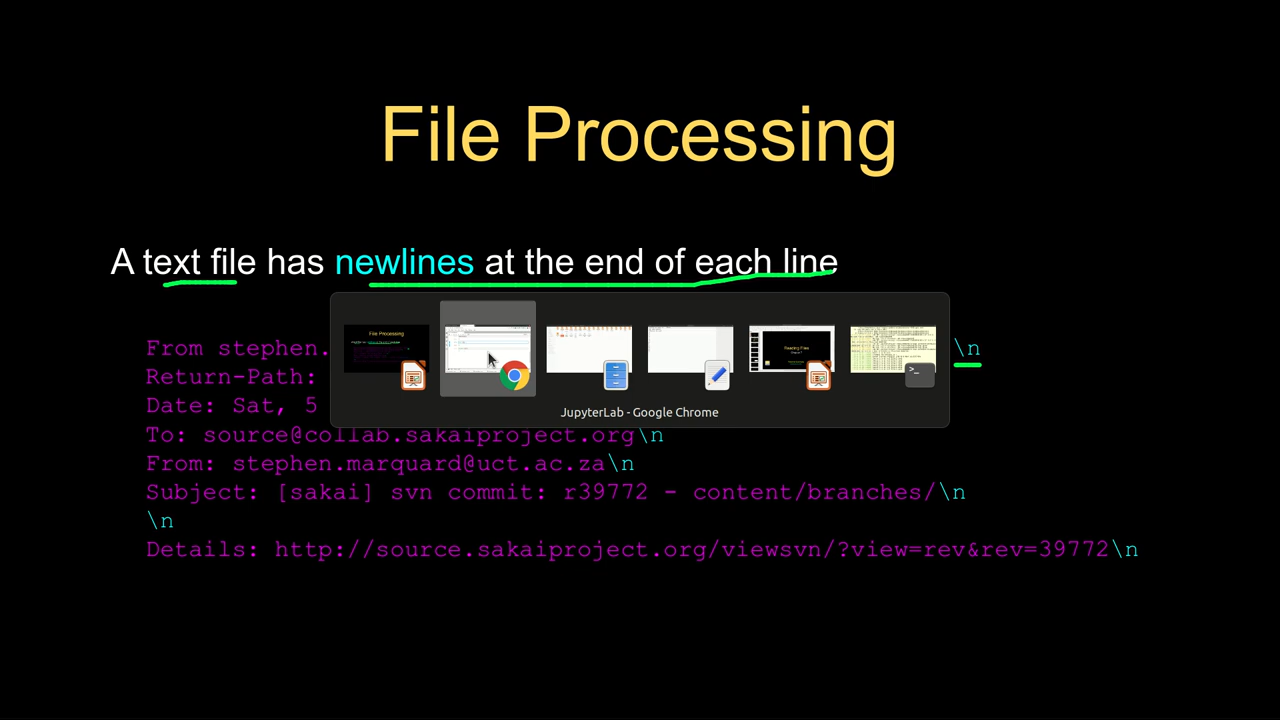 File Processing
A text file has newlines at the end of each line
From stephen. \n
Return-Path:
Date: Sat, 5
JupyterLab - Google Chrome
To: source@collab.sakaiproject.org\n
From: stephen.marquard@uct.ac.za\n
Subject: [sakai] svn commit: r39772 - content/branches/\n
\n
Details: http://source.sakaiproject.org/viewsvn/?view=rev&rev=39772\n